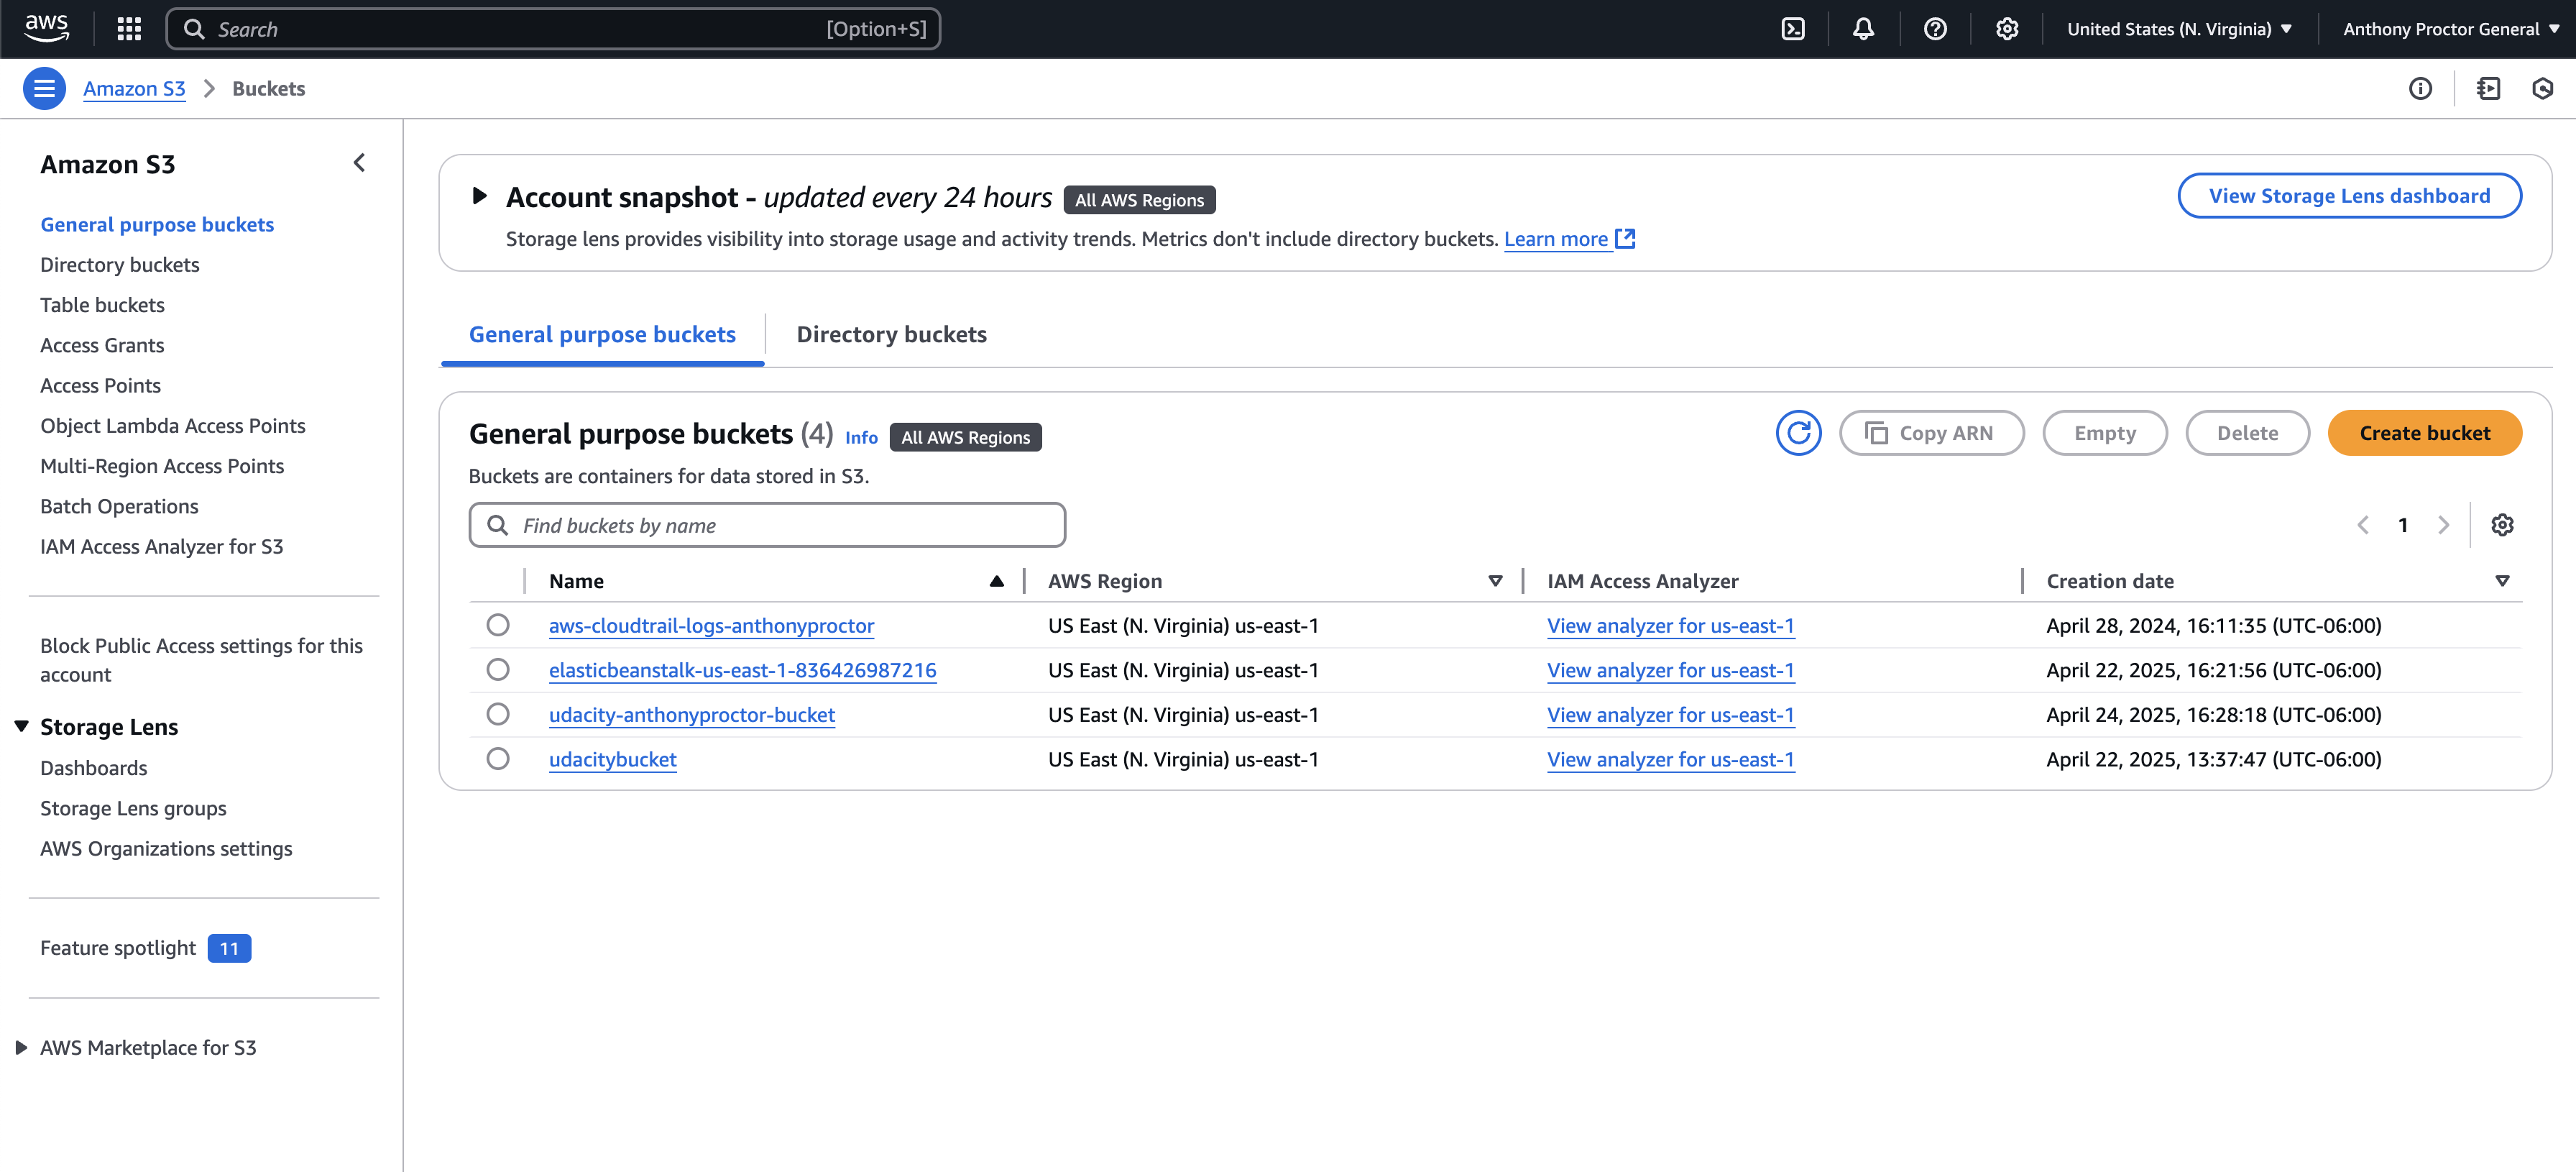 aws
Search [Option+S]
United States (N. Virginia)
Anthony Proctor General
Amazon S3
Buckets
Amazon S3
General purpose buckets
Directory buckets
Table buckets
Access Grants
Access Points
Object Lambda Access Points
Multi-Region Access Points
Batch Operations
IAM Access Analyzer for S3
Block Public Access settings for this
account
Storage Lens
Dashboards
Storage Lens groups
AWS Organizations settings
Feature spotlight 11
AWS Marketplace for S3
Account snapshot - updated every 24 hours All AWS Regions
View Storage Lens dashboard
Storage lens provides visibility into storage usage and activity trends. Metrics don't include directory buckets. Learn more
General purpose buckets
Directory buckets
General purpose buckets (4) Info All AWS Regions
Copy ARN
Empty
Delete
Create bucket
Buckets are containers for data stored in S3.
Find buckets by name
1
Name AWS Region IAM Access Analyzer Creation date
aws-cloudtrail-logs-anthonyproctor US East (N. Virginia) us-east-1 View analyzer for us-east-1 April 28, 2024, 16:11:35 (UTC-06:00)
elasticbeanstalk-us-east-1-836426987216 US East (N. Virginia) us-east-1 View analyzer for us-east-1 April 22, 2025, 16:21:56 (UTC-06:00)
udacity-anthonyproctor-bucket US East (N. Virginia) us-east-1 View analyzer for us-east-1 April 24, 2025, 16:28:18 (UTC-06:00)
udacitybucket US East (N. Virginia) us-east-1 View analyzer for us-east-1 April 22, 2025, 13:37:47 (UTC-06:00)